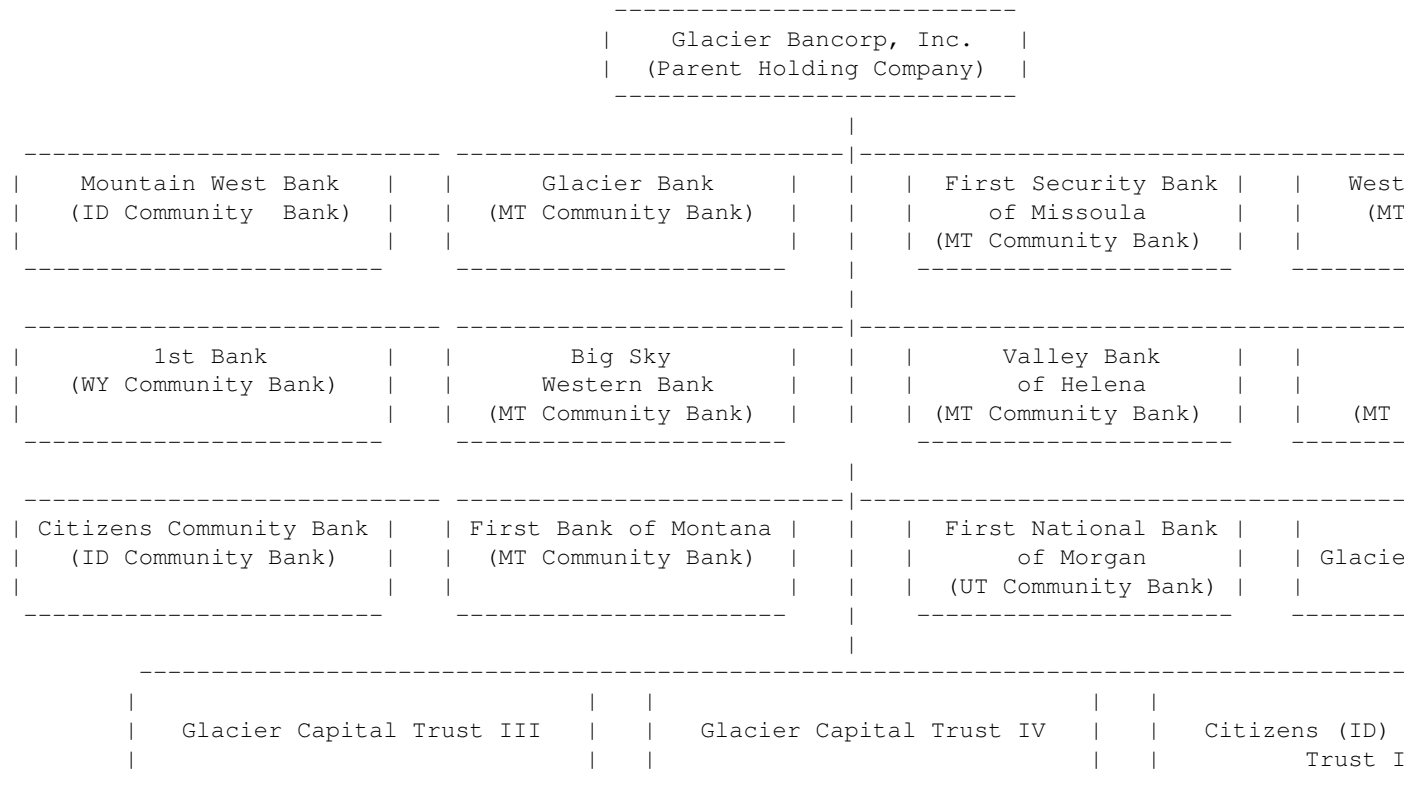 Glacier Bancorp, Inc.
(Parent Holding Company)
Mountain West Bank Glacier Bank First Security Bank West
(ID Community Bank) (MT Community Bank) of Missoula (MT
(MT Community Bank)
1st Bank Big Sky Valley Bank
(WY Community Bank) Western Bank of Helena
(MT Community Bank) (MT Community Bank) (MT
Citizens Community Bank First Bank of Montana First National Bank
(ID Community Bank) (MT Community Bank) of Morgan Glacie
(UT Community Bank)
Glacier Capital Trust III Glacier Capital Trust IV Citizens (ID)
Trust I